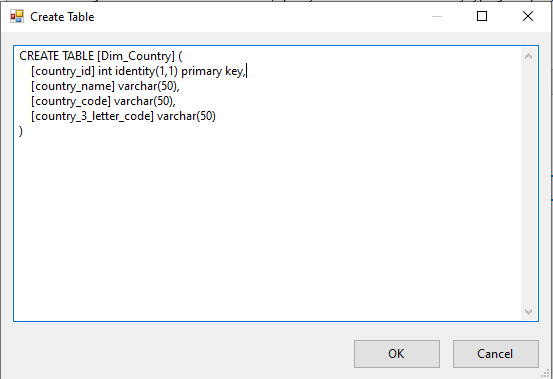 Create Table
CREATE TABLE [Dim_Country] (
    [country_id] int identity(1,1) primary key,
    [country_name] varchar(50),
    [country_code] varchar(50),
    [country_3_letter_code] varchar(50)
)
OK
Cancel